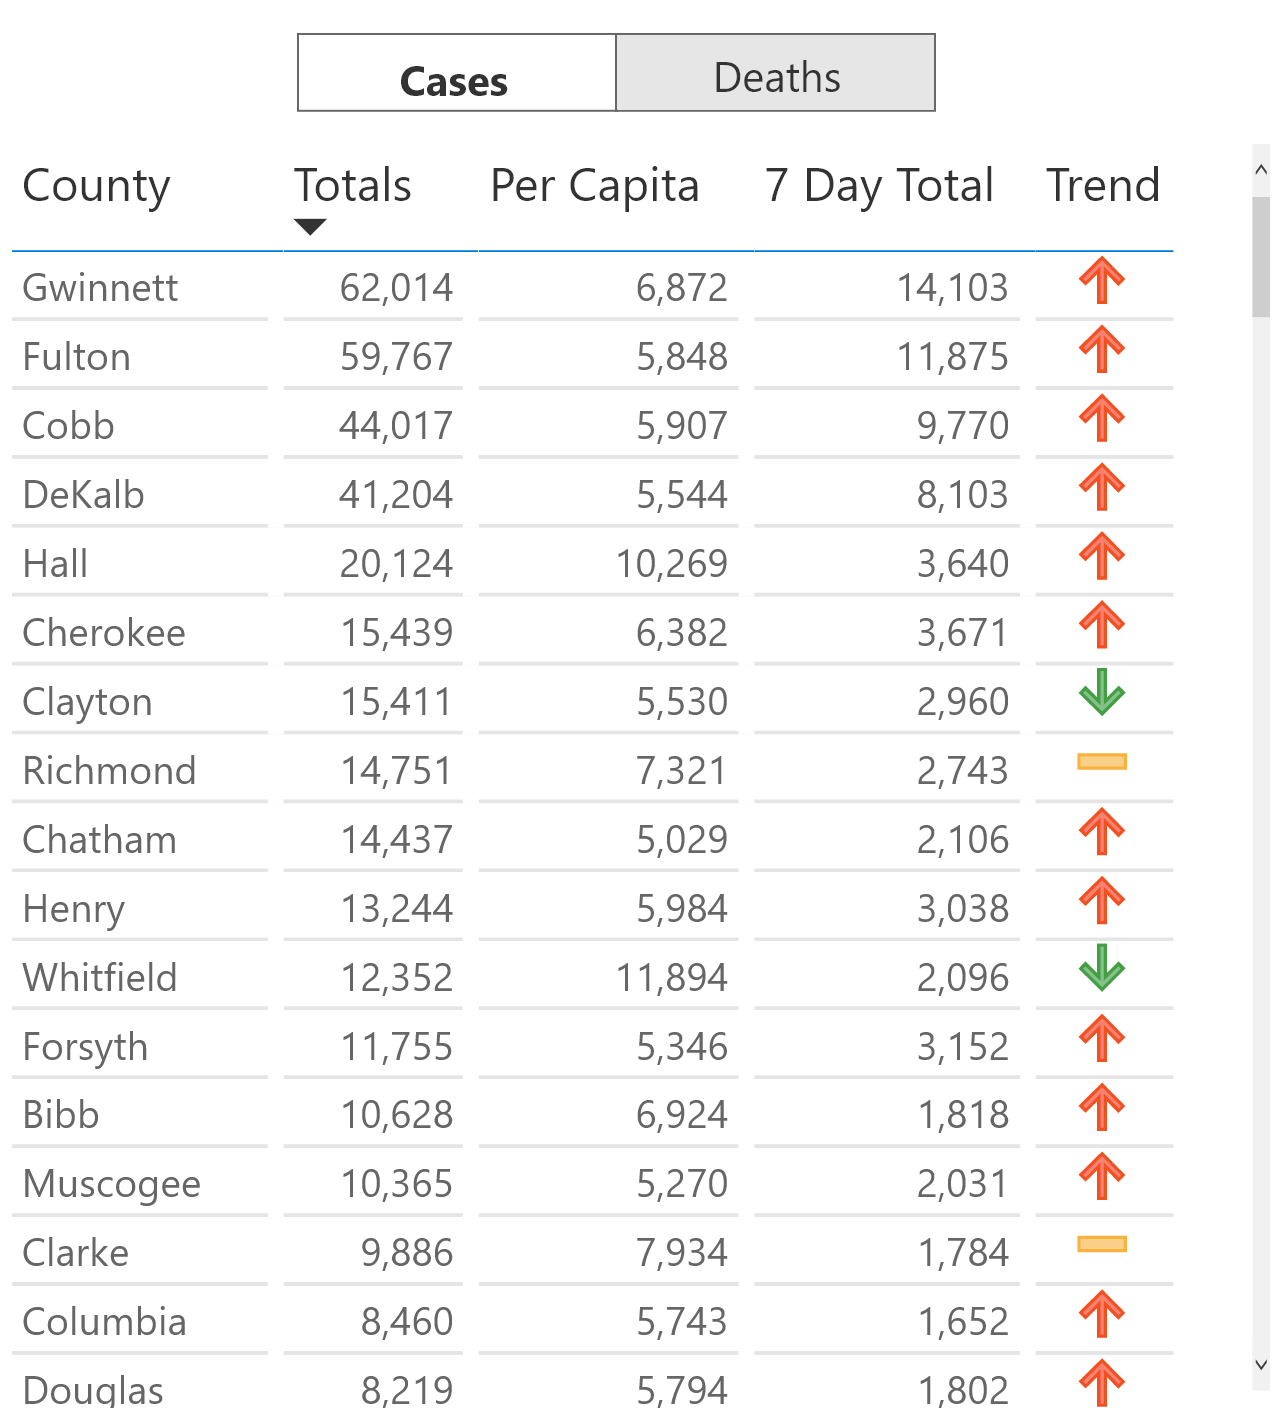 Cases Deaths
County Totals Per Capita 7 Day Total Trend
Gwinnett 62,014 6,872 14,103
Fulton 59,767 5,848 11,875
Cobb 44,017 5,907 9,770
DeKalb 41,204 5,544 8,103
Hall 20,124 10,269 3,640
Cherokee 15,439 6,382 3,671
Clayton 15,411 5,530 2,960
Richmond 14,751 7,321 2,743
Chatham 14,437 5,029 2,106
Henry 13,244 5,984 3,038
Whitfield 12,352 11,894 2,096
Forsyth 11,755 5,346 3,152
Bibb 10,628 6,924 1,818
Muscogee 10,365 5,270 2,031
Clarke 9,886 7,934 1,784
Columbia 8,460 5,743 1,652
Douglas 8,219 5,794 1,802